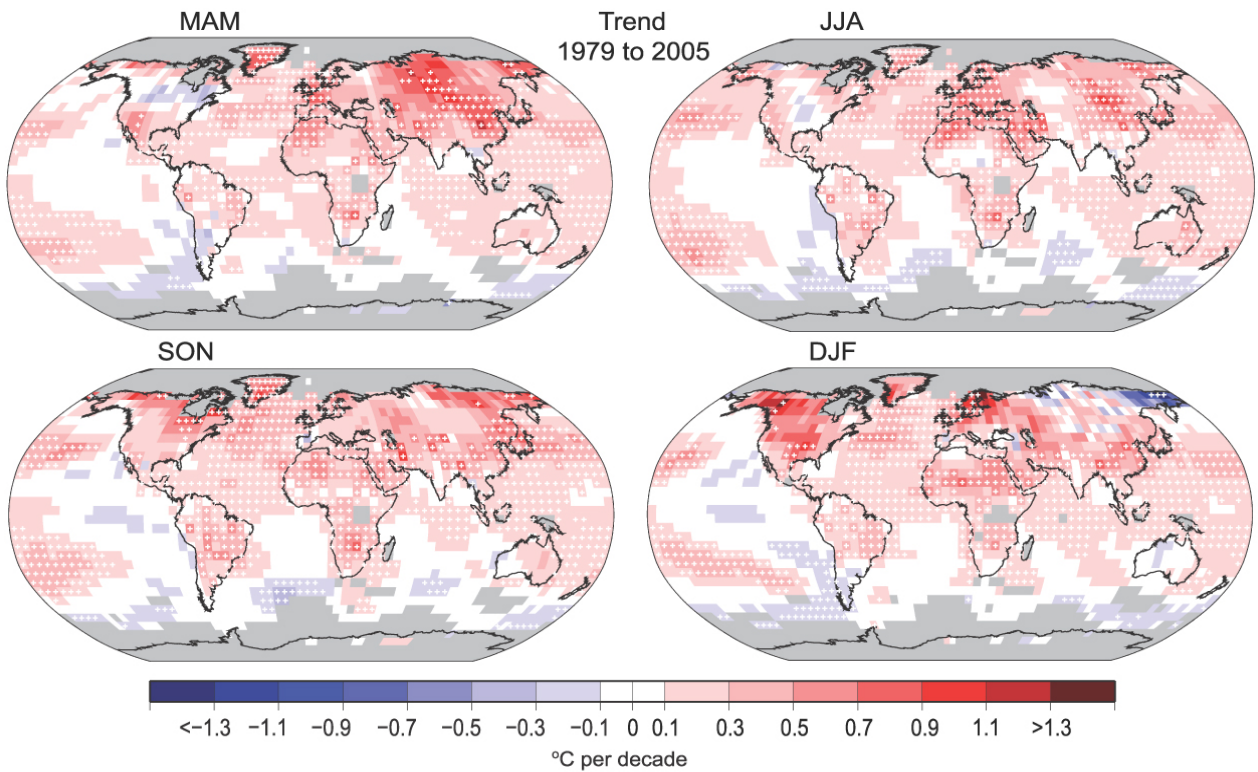 MAM
Trend
1979 to 2005
JJA
SON
DJF
<−1.3 −1.1 −0.9 −0.7 −0.5 −0.3 −0.1 0 0.1 0.3 0.5 0.7 0.9 1.1 >1.3
ºC per decade